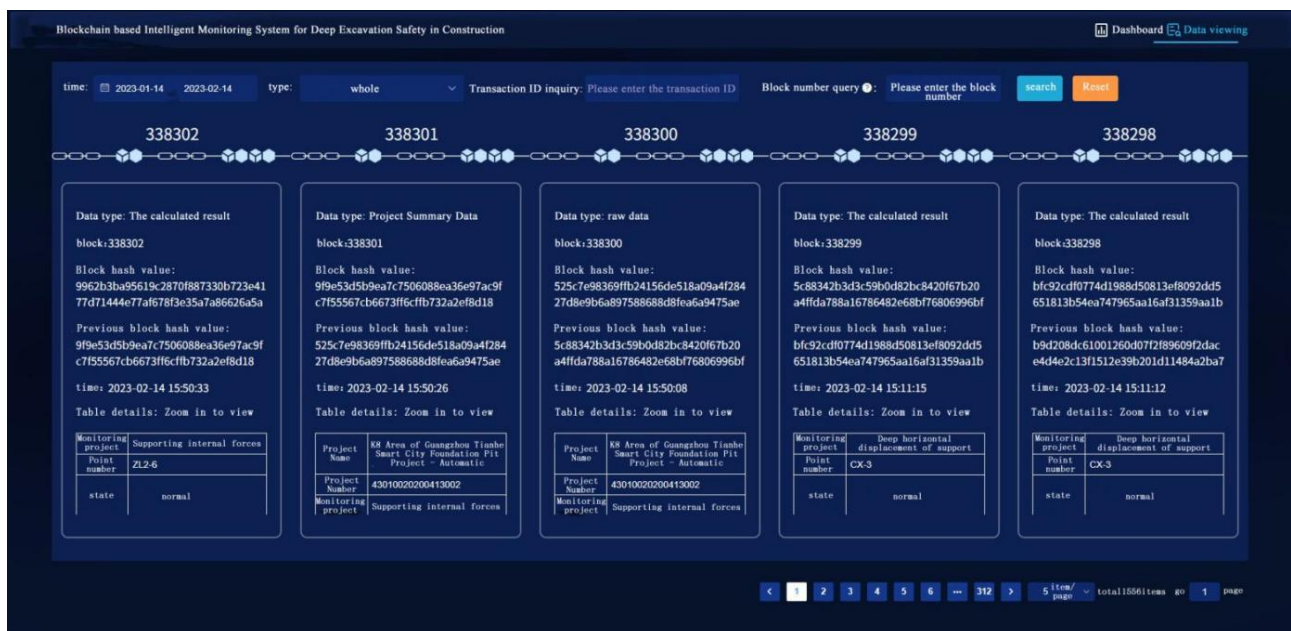 Blockchain based Intelligent Monitoring System for Deep Excavation Safety in Construction
Dashboard Data viewing
time: 2023-01-14 2023-02-14 type: whole Transaction ID inquiry: Please enter the transaction ID Block number query ?: Please enter the block number search Reset
338302 338301 338300 338299 338298
Data type: The calculated result
block:338302
Block hash value:
9962b3ba95619c2870f887330b723e41
77d71444e77af678f3e35a7a86626a5a
Previous block hash value:
9f9e53d5b9ea7c7506088ea36e97ac9f
c7f55567cb6673ff6cffb732a2ef8d18
time: 2023-02-14 15:50:33
Table details: Zoom in to view
Monitoring project Supporting internal forces
Point number ZL2-6
state normal
Data type: Project Summary Data
block:338301
Block hash value:
9f9e53d5b9ea7c7506088ea36e97ac9f
c7f55567cb6673ff6cffb732a2ef8d18
Previous block hash value:
525c7e98369ffb24156de518a09a4f284
27d8e9b6a897588688d8fea6a9475ae
time: 2023-02-14 15:50:26
Table details: Zoom in to view
Project Name K8 Area of Guangzhou Tianhe Smart City Foundation Pit Project - Automatic
Project Number 43010020200413002
Monitoring project Supporting internal forces
Data type: raw data
block:338300
Block hash value:
525c7e98369ffb24156de518a09a4f284
27d8e9b6a897588688d8fea6a9475ae
Previous block hash value:
5c88342b3d3c59b0d82bc8420f67b20
a4ffda788a16786482e68bf76806996bf
time: 2023-02-14 15:50:08
Table details: Zoom in to view
Project Name K8 Area of Guangzhou Tianhe Smart City Foundation Pit Project - Automatic
Project Number 43010020200413002
Monitoring project Supporting internal forces
Data type: The calculated result
block:338299
Block hash value:
5c88342b3d3c59b0d82bc8420f67b20
a4ffda788a16786482e68bf76806996bf
Previous block hash value:
bfc92cdf0774d1988d50813ef8092dd5
651813b54ea747965aa16af31359aa1b
time: 2023-02-14 15:11:15
Table details: Zoom in to view
Monitoring project Deep horizontal displacement of support
Point number CX-3
state normal
Data type: The calculated result
block:338298
Block hash value:
bfc92cdf0774d1988d50813ef8092dd5
651813b54ea747965aa16af31359aa1b
Previous block hash value:
b9d208dc61001260d07f2f89609f2dac
e4d4e2c13f1512e39b201d11484a2ba7
time: 2023-02-14 15:11:12
Table details: Zoom in to view
Monitoring project Deep horizontal displacement of support
Point number CX-3
state normal
< 1 2 3 4 5 6 ... 312 > 5 item/page total1556items go 1 page